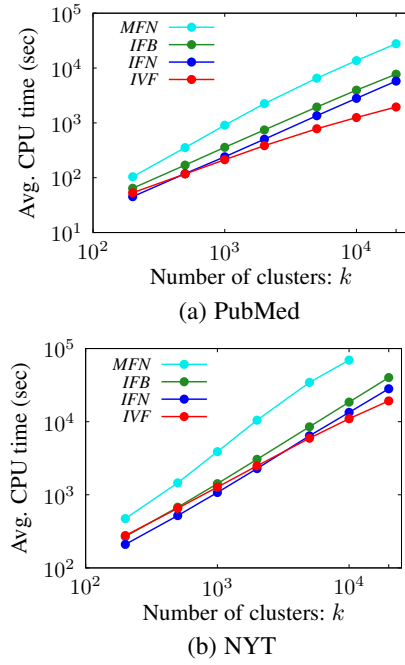 Avg. CPU time (sec)
10^5
10^4
10^3
10^2
10^1
MFN
IFB
IFN
IVF
10^2
10^3
10^4
Number of clusters: k
(a) PubMed
Avg. CPU time (sec)
10^5
10^4
10^3
10^2
MFN
IFB
IFN
IVF
10^2
10^3
10^4
Number of clusters: k
(b) NYT